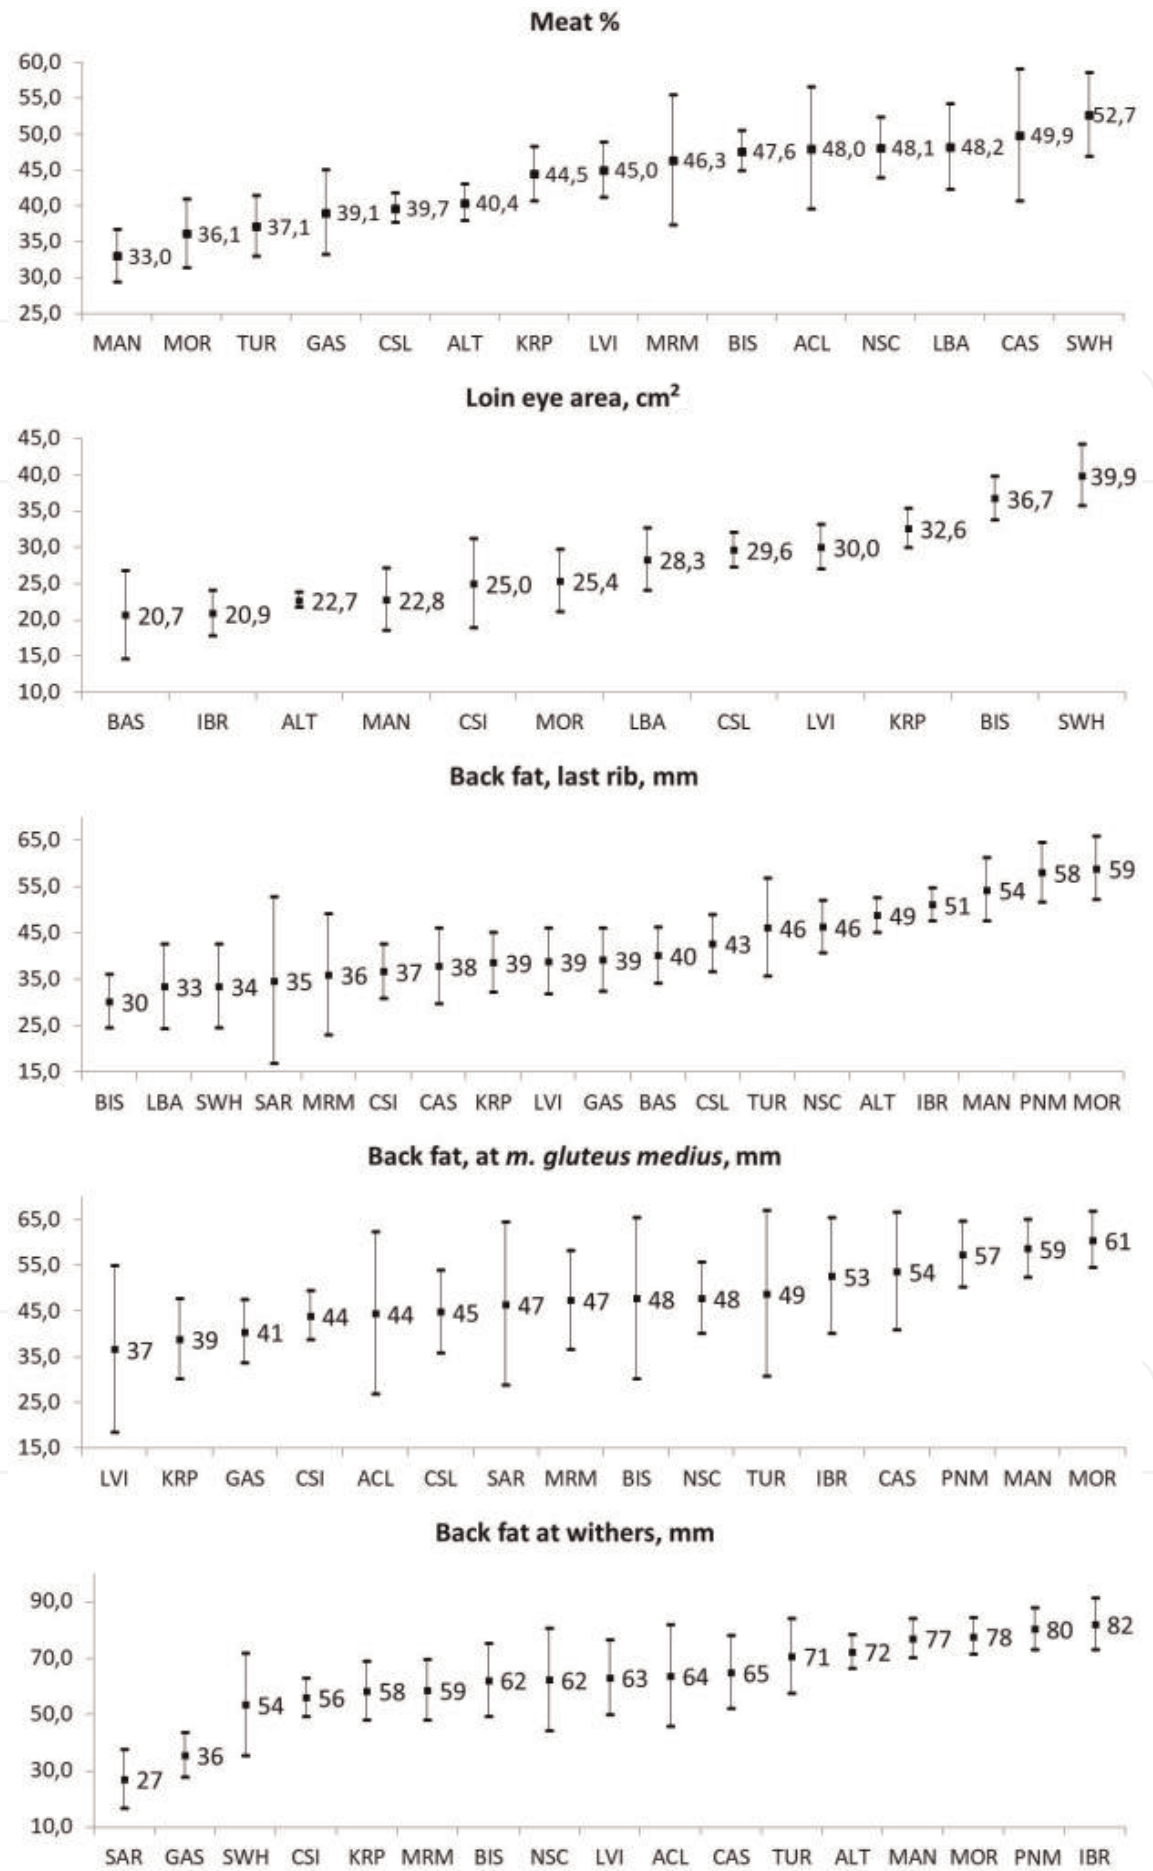 Meat %
60,0
55,0
50,0
45,0
40,0
35,0
30,0
25,0
33,0 36,1 37,1 39,1 39,7 40,4 44,5 45,0 46,3 47,6 48,0 48,1 48,2 49,9 52,7
MAN MOR TUR GAS CSL ALT KRP LVI MRM BIS ACL NSC LBA CAS SWH
Loin eye area, cm²
45,0
40,0
35,0
30,0
25,0
20,0
15,0
10,0
20,7 20,9 22,7 22,8 25,0 25,4 28,3 29,6 30,0 32,6 36,7 39,9
BAS IBR ALT MAN CSI MOR LBA CSL LVI KRP BIS SWH
Back fat, last rib, mm
65,0
55,0
45,0
35,0
25,0
15,0
30 33 34 35 36 37 38 39 39 39 40 43 46 46 49 51 54 58 59
BIS LBA SWH SAR MRM CSI CAS KRP LVI GAS BAS CSL TUR NSC ALT IBR MAN PNM MOR
Back fat, at m. gluteus medius, mm
65,0
55,0
45,0
35,0
25,0
15,0
37 39 41 44 44 45 47 47 48 48 49 53 54 57 59 61
LVI KRP GAS CSI ACL CSL SAR MRM BIS NSC TUR IBR CAS PNM MAN MOR
Back fat at withers, mm
90,0
70,0
50,0
30,0
10,0
27 36 54 56 58 59 62 62 63 64 65 71 72 77 78 80 82
SAR GAS SWH CSI KRP MRM BIS NSC LVI ACL CAS TUR ALT MAN MOR PNM IBR